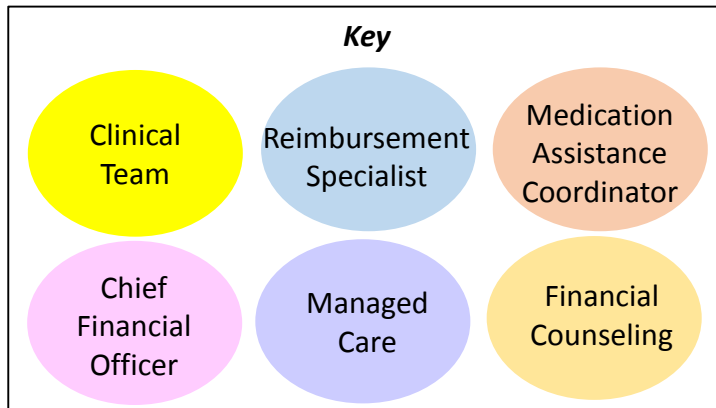 Key
Clinical
Team
Reimbursement
Specialist
Medication
Assistance
Coordinator
Chief
Financial
Officer
Managed
Care
Financial
Counseling